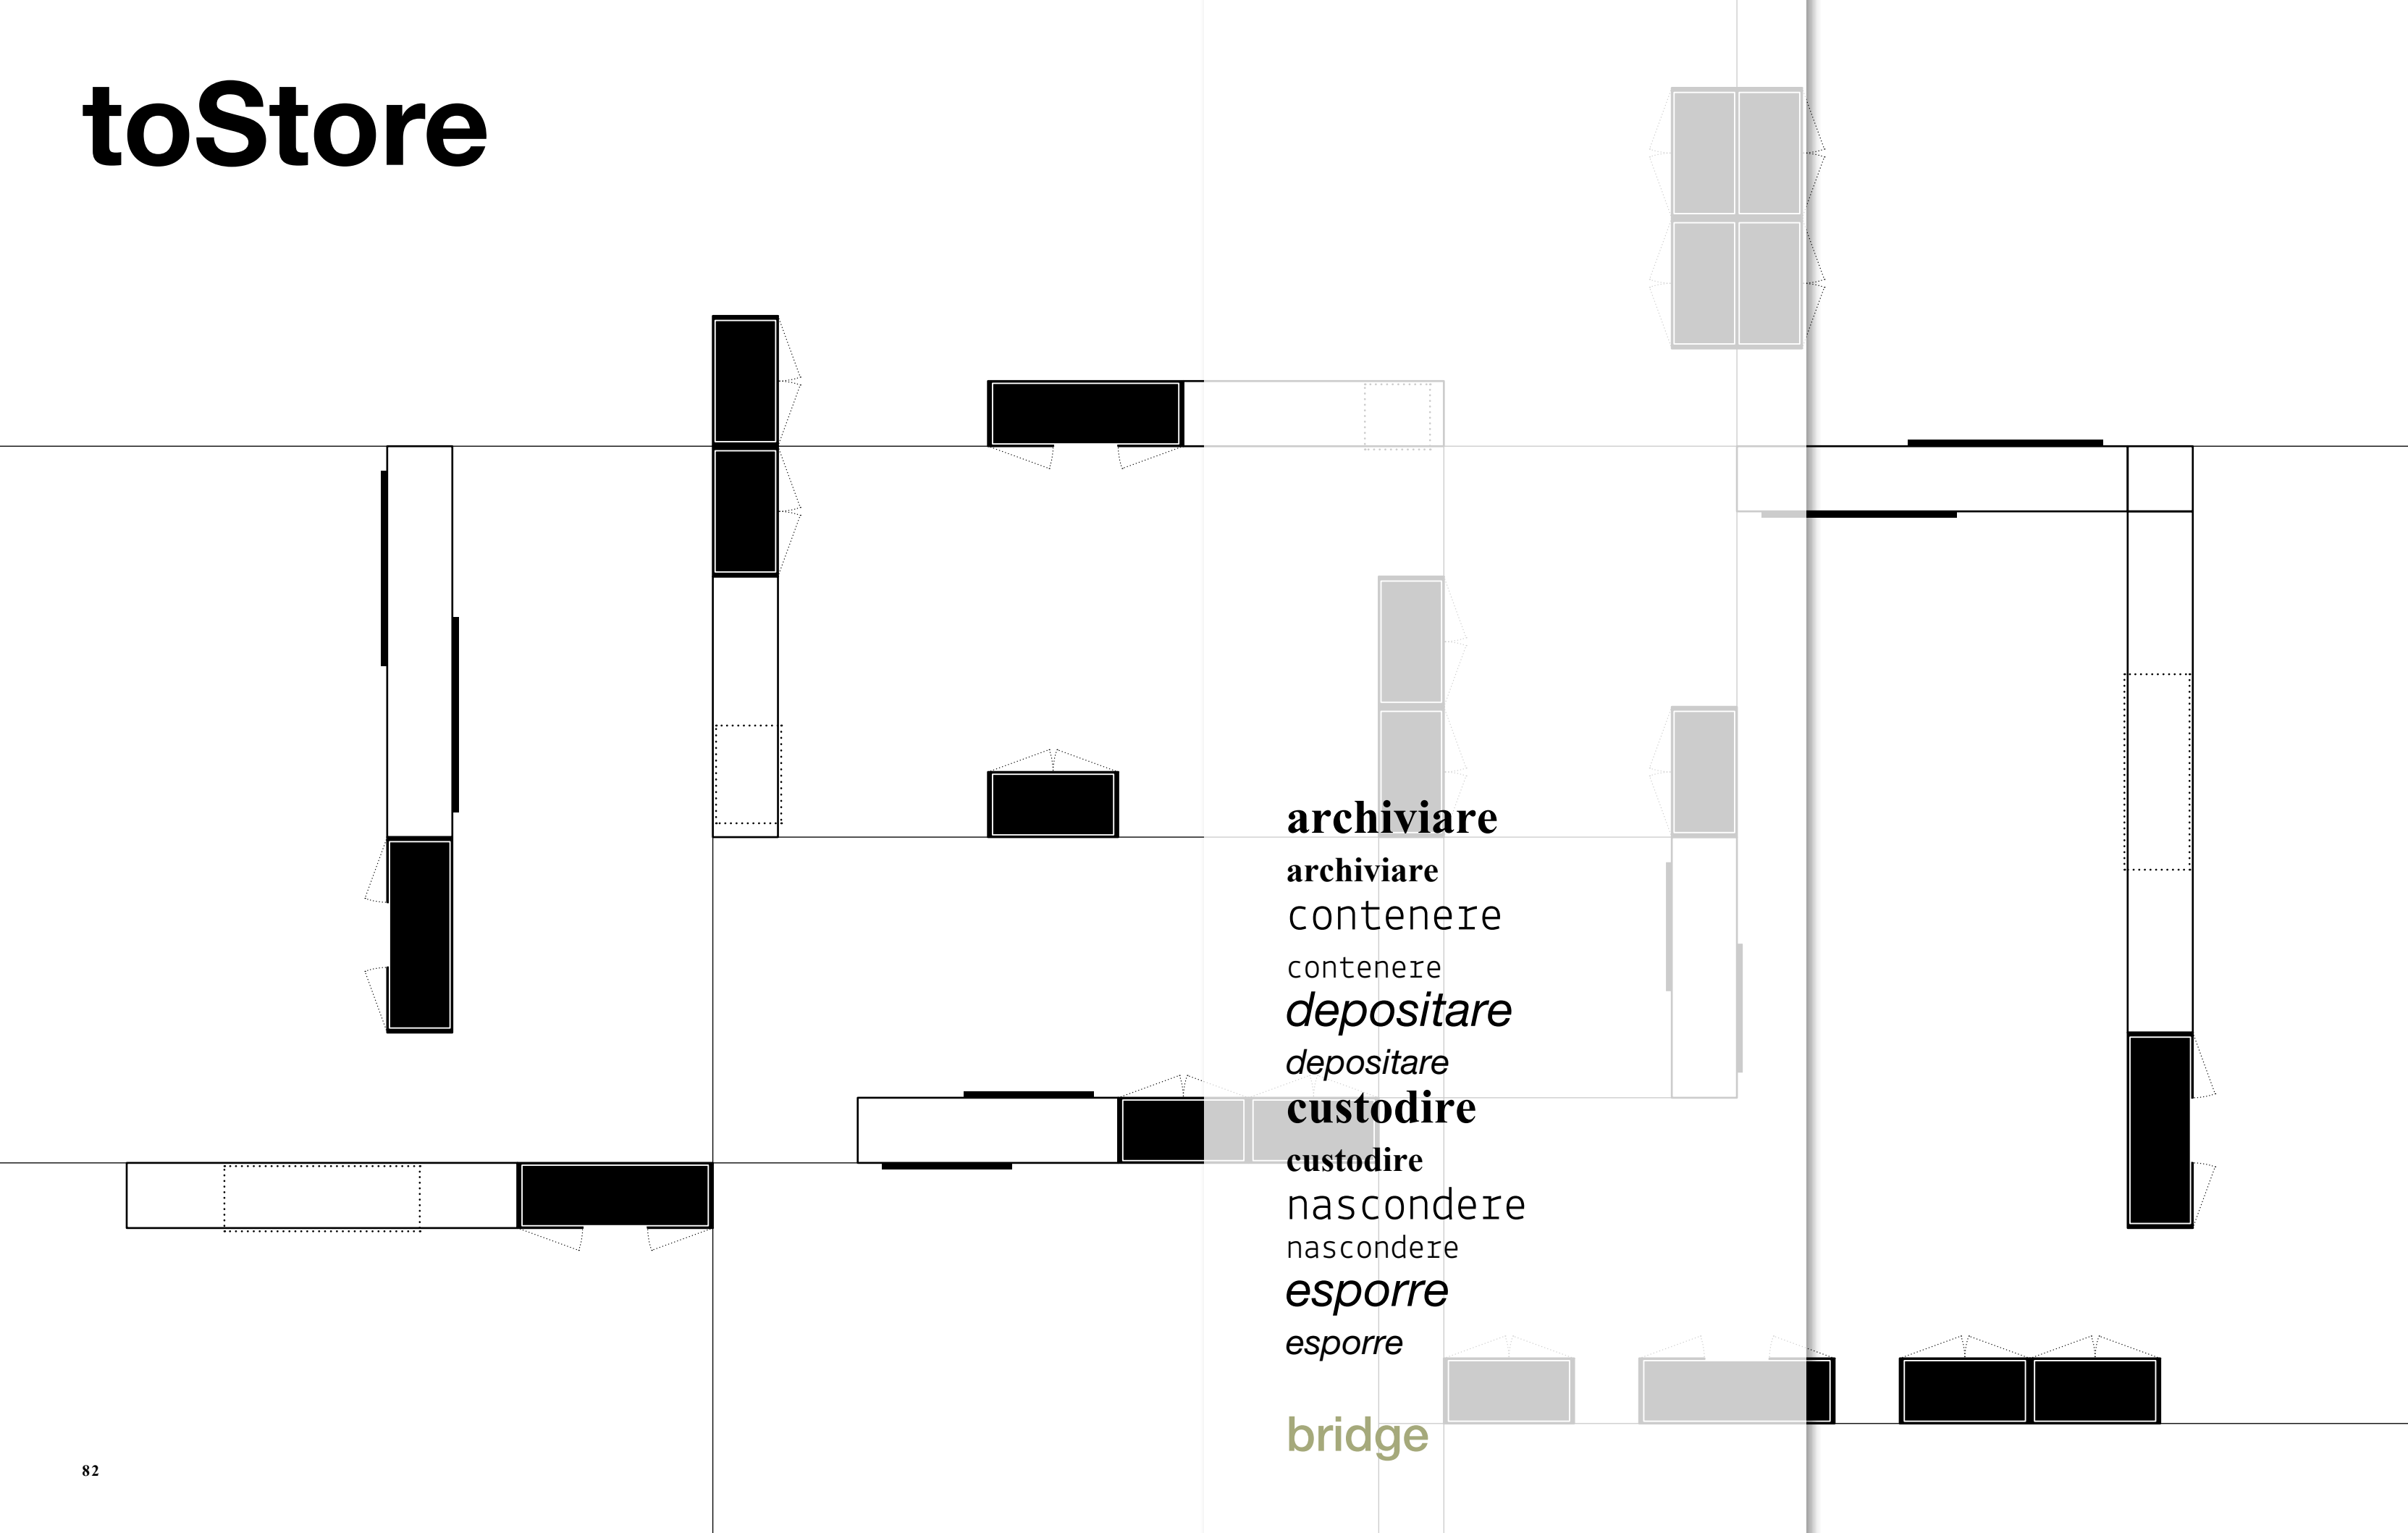 toStore
archiviare
archiviare
contenere
contenere
depositare
depositare
custodire
custodire
nascondere
nascondere
esporre
esporre
bridge
82